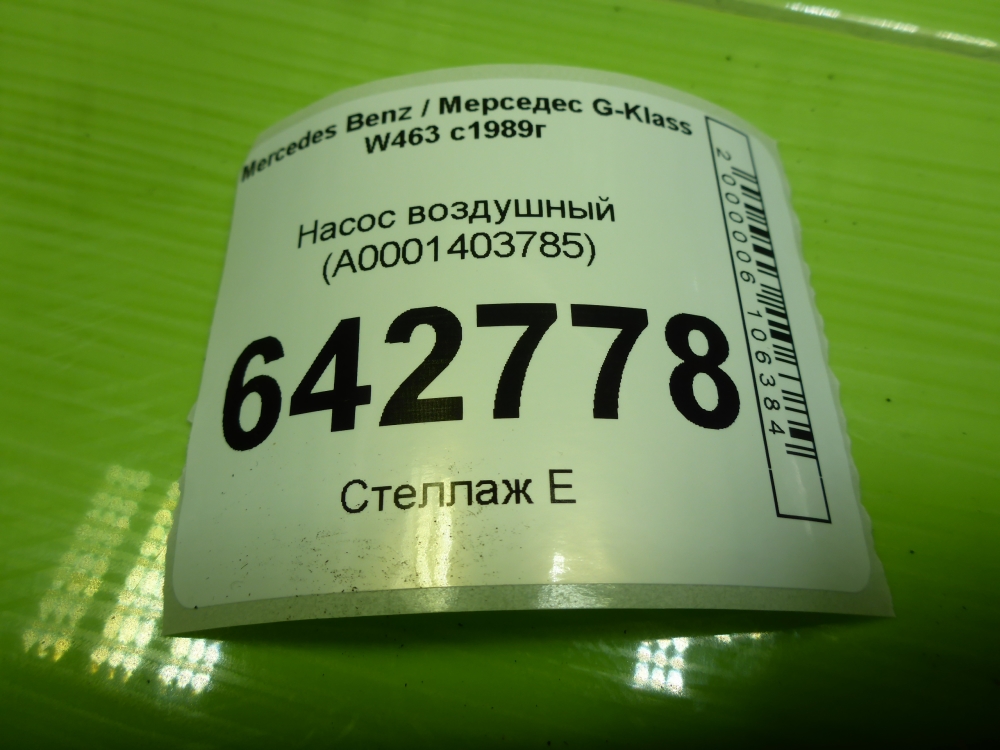 Mercedes Benz / Мерседес G-Klass
W463 с1989г
Насос воздушный
(A0001403785)
642778
Стеллаж Е
2000006106384